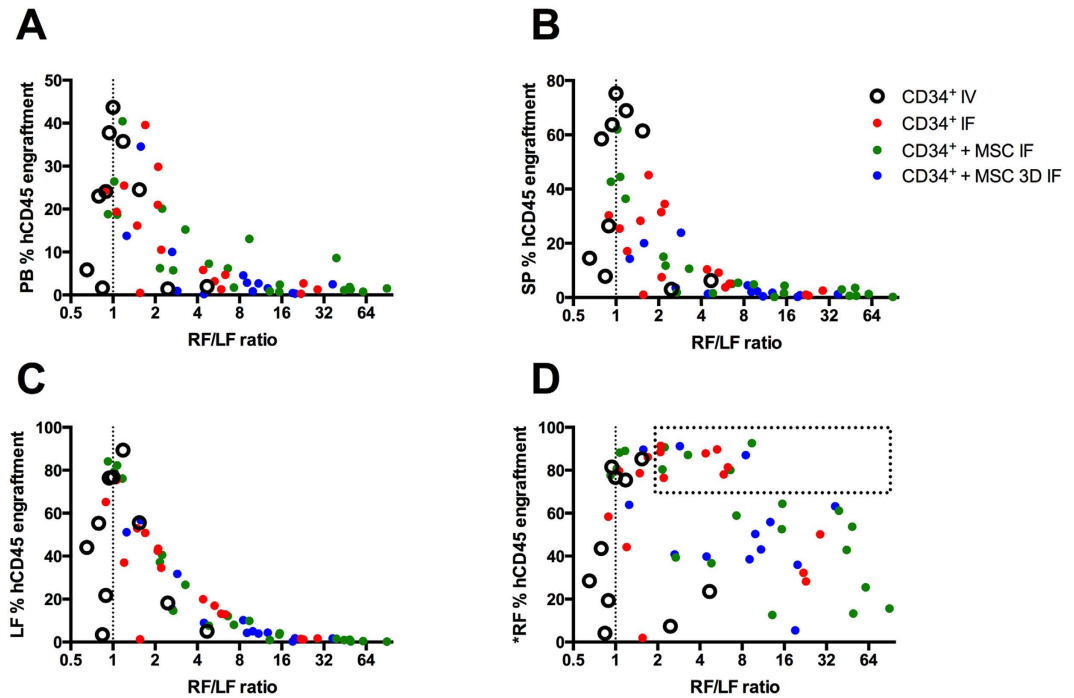 A
PB % hCD45 engraftment
50
40
30
20
10
0
0.5 1 2 4 8 16 32 64
RF/LF ratio
B
SP % hCD45 engraftment
80
60
40
20
0
0.5 1 2 4 8 16 32 64
RF/LF ratio
CD34⁺ IV
CD34⁺ IF
CD34⁺ + MSC IF
CD34⁺ + MSC 3D IF
C
LF % hCD45 engraftment
100
80
60
40
20
0
0.5 1 2 4 8 16 32 64
RF/LF ratio
D
*RF % hCD45 engraftment
100
80
60
40
20
0
0.5 1 2 4 8 16 32 64
RF/LF ratio